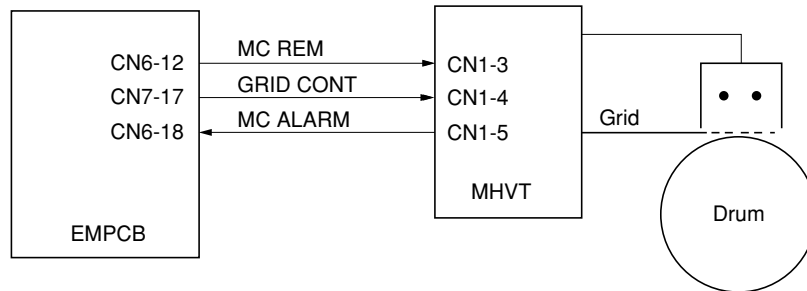 CN6-12 MC REM CN1-3
CN7-17 GRID CONT CN1-4
CN6-18 MC ALARM CN1-5 Grid
MHVT
Drum
EMPCB